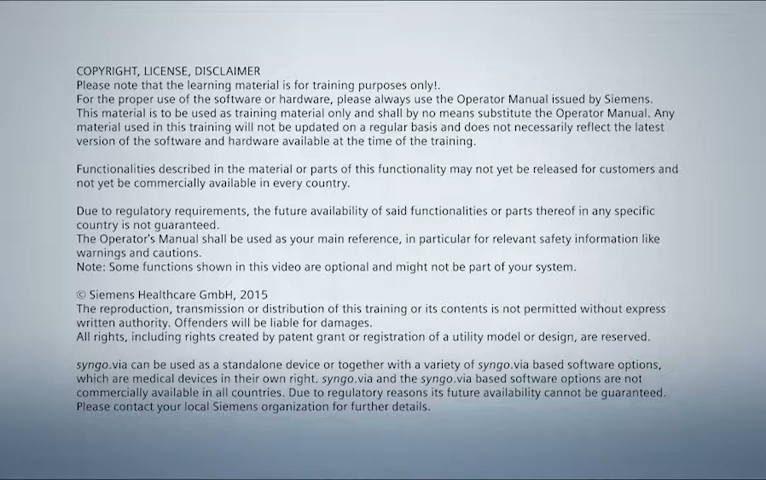 COPYRIGHT, LICENSE, DISCLAIMER
Please note that the learning material is for training purposes only!.
For the proper use of the software or hardware, please always use the Operator Manual issued by Siemens.
This material is to be used as training material only and shall by no means substitute the Operator Manual. Any
material used in this training will not be updated on a regular basis and does not necessarily reflect the latest
version of the software and hardware available at the time of the training.
Functionalities described in the material or parts of this functionality may not yet be released for customers and
not yet be commercially available in every country.
Due to regulatory requirements, the future availability of said functionalities or parts thereof in any specific
country is not guaranteed.
The Operator's Manual shall be used as your main reference, in particular for relevant safety information like
warnings and cautions.
Note: Some functions shown in this video are optional and might not be part of your system.
© Siemens Healthcare GmbH, 2015
The reproduction, transmission or distribution of this training or its contents is not permitted without express
written authority. Offenders will be liable for damages.
All rights, including rights created by patent grant or registration of a utility model or design, are reserved.
syngo.via can be used as a standalone device or together with a variety of syngo.via based software options,
which are medical devices in their own right. syngo.via and the syngo.via based software options are not
commercially available in all countries. Due to regulatory reasons its future availability cannot be guaranteed.
Please contact your local Siemens organization for further details.